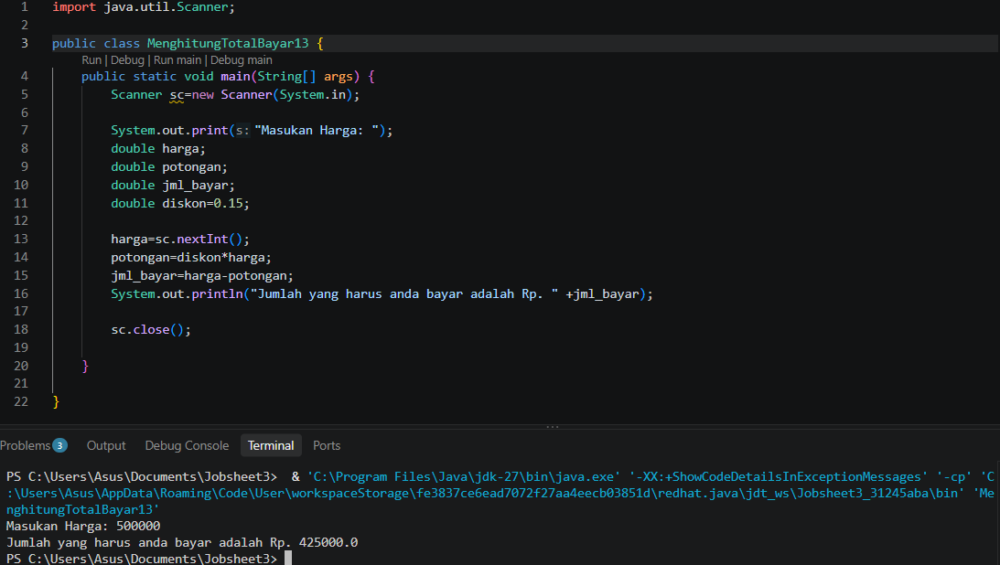 1 import java.util.Scanner;
2
3 public class MenghitungTotalBayar13 {
Run | Debug | Run main | Debug main
4 public static void main(String[] args) {
5 Scanner sc=new Scanner(System.in);
6
7 System.out.print(s: "Masukan Harga: ");
8 double harga;
9 double potongan;
10 double jml_bayar;
11 double diskon=0.15;
12
13 harga=sc.nextInt();
14 potongan=diskon*harga;
15 jml_bayar=harga-potongan;
16 System.out.println("Jumlah yang harus anda bayar adalah Rp. " +jml_bayar);
17
18 sc.close();
19
20 }
21
22 }
Problems 3 Output Debug Console Terminal Ports
PS C:\Users\Asus\Documents\Jobsheet3> & 'C:\Program Files\Java\jdk-27\bin\java.exe' '-XX:+ShowCodeDetailsInExceptionMessages' '-cp' 'C
:\Users\Asus\AppData\Roaming\Code\User\workspaceStorage\fe3837ce6ead7072f27aa4eecb03851d\redhat.java\jdt_ws\Jobsheet3_31245aba\bin' 'Me
nghitungTotalBayar13'
Masukan Harga: 500000
Jumlah yang harus anda bayar adalah Rp. 425000.0
PS C:\Users\Asus\Documents\Jobsheet3>